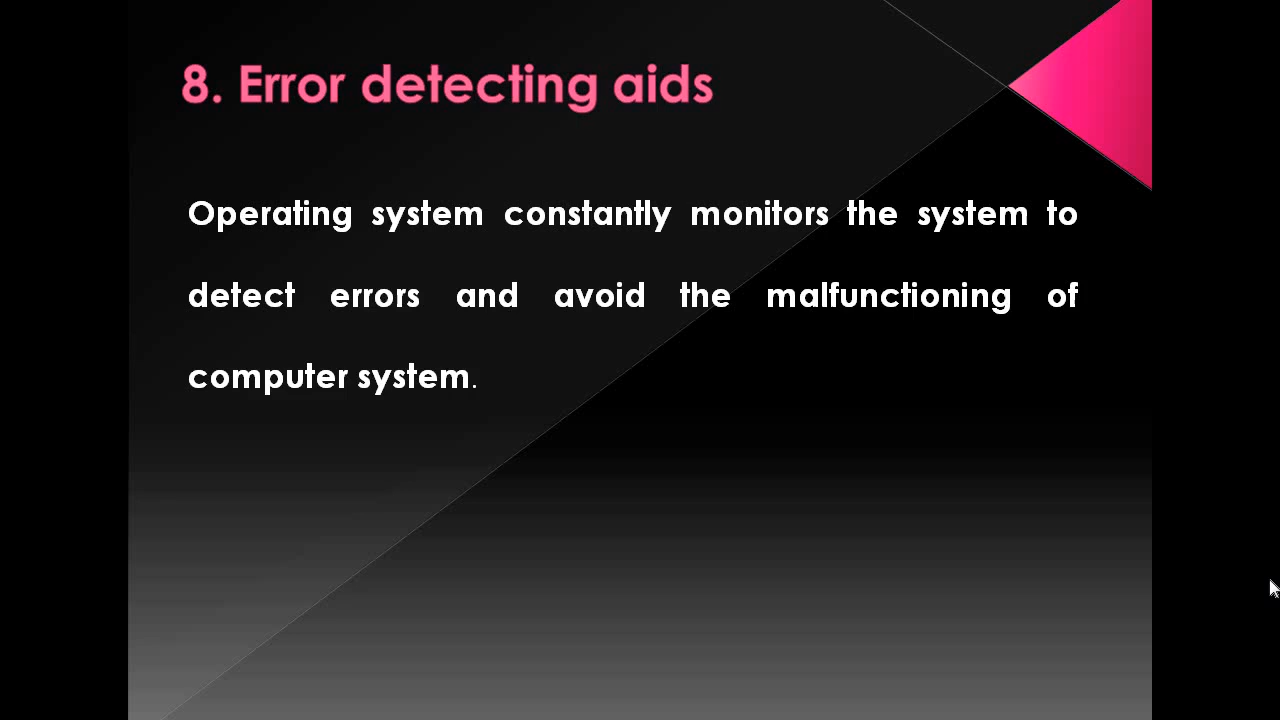 8. Error detecting aids
Operating system constantly monitors the system to
detect errors and avoid the malfunctioning of
computer system.